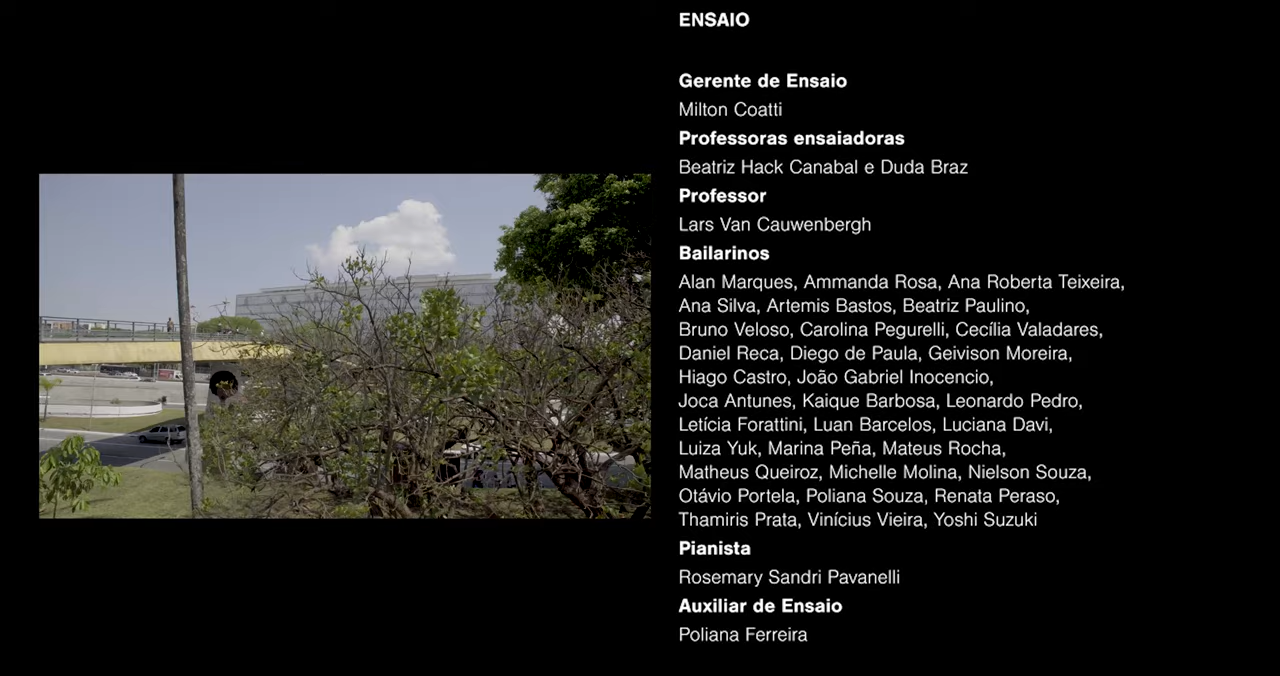 ENSAIO
Gerente de Ensaio
Milton Coatti
Professoras ensaiadoras
Beatriz Hack Canabal e Duda Braz
Professor
Lars Van Cauwenbergh
Bailarinos
Alan Marques, Ammanda Rosa, Ana Roberta Teixeira,
Ana Silva, Artemis Bastos, Beatriz Paulino,
Bruno Veloso, Carolina Pegurelli, Cecília Valadares,
Daniel Reca, Diego de Paula, Geivison Moreira,
Hiago Castro, João Gabriel Inocencio,
Joca Antunes, Kaique Barbosa, Leonardo Pedro,
Letícia Forattini, Luan Barcelos, Luciana Davi,
Luiza Yuk, Marina Peña, Mateus Rocha,
Matheus Queiroz, Michelle Molina, Nielson Souza,
Otávio Portela, Poliana Souza, Renata Peraso,
Thamiris Prata, Vinícius Vieira, Yoshi Suzuki
Pianista
Rosemary Sandri Pavanelli
Auxiliar de Ensaio
Poliana Ferreira